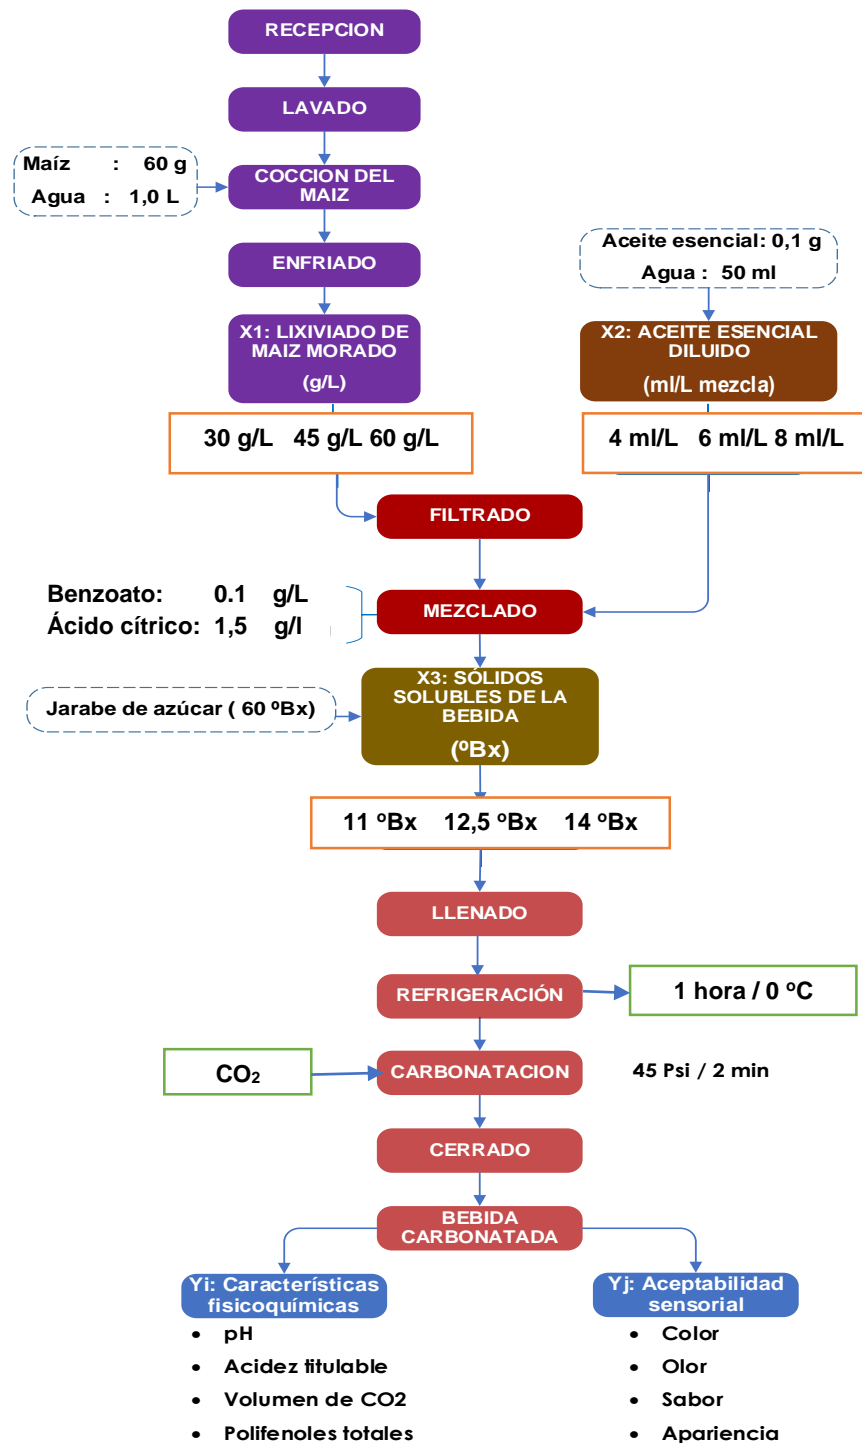 RECEPCION
LAVADO
Maíz : 60 g
Agua : 1,0 L
COCCION DEL
MAIZ
ENFRIADO
Aceite esencial: 0,1 g
Agua : 50 ml
X1: LIXIVIADO DE
MAIZ MORADO
(g/L)
X2: ACEITE ESENCIAL
DILUIDO
(ml/L mezcla)
30 g/L 45 g/L 60 g/L
4 ml/L 6 ml/L 8 ml/L
FILTRADO
Benzoato: 0.1 g/L
Ácido cítrico: 1,5 g/l
MEZCLADO
X3: SÓLIDOS
SOLUBLES DE LA
BEBIDA
(ºBx)
Jarabe de azúcar ( 60 ºBx)
11 ºBx 12,5 ºBx 14 ºBx
LLENADO
REFRIGERACIÓN
1 hora / 0 ºC
CO₂
CARBONATACION
45 Psi / 2 min
CERRADO
BEBIDA
CARBONATADA
Yi: Características
fisicoquímicas
• pH
• Acidez titulable
• Volumen de CO2
• Polifenoles totales
Yj: Aceptabilidad
sensorial
• Color
• Olor
• Sabor
• Apariencia